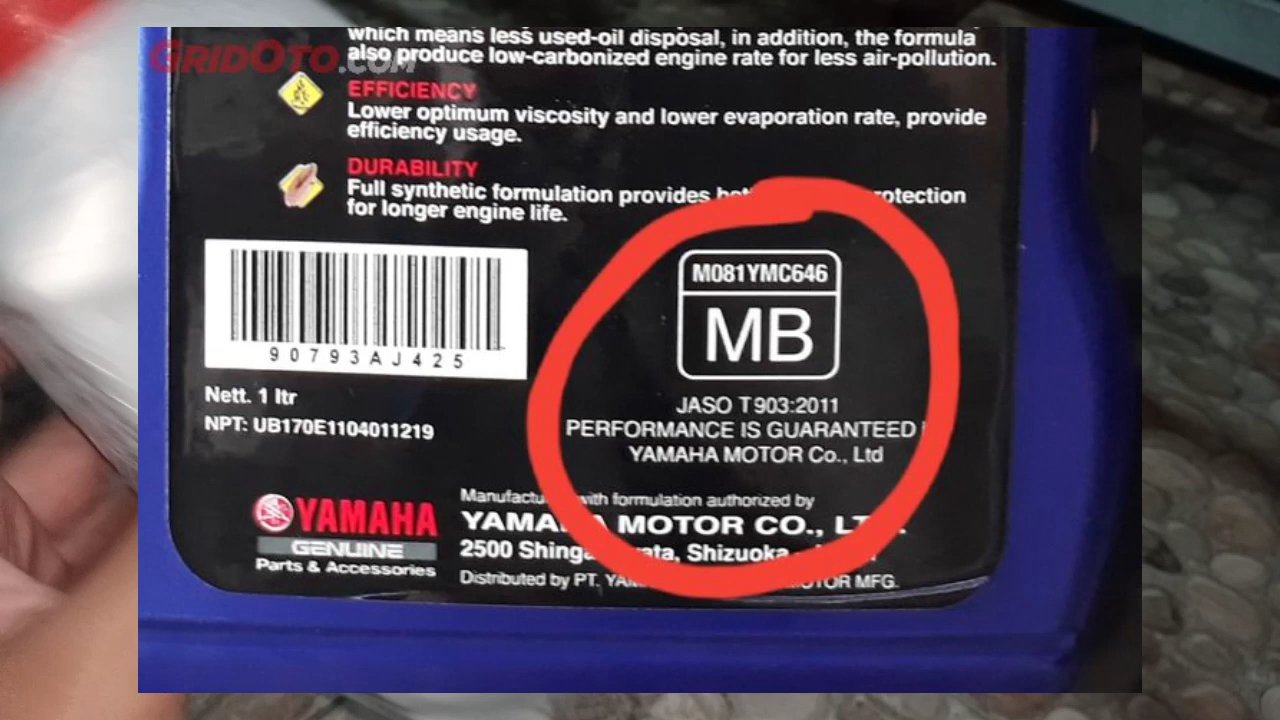 GRIDOTO.COM
which means less used-oil disposal, in addition, the formula
also produce low-carbonized engine rate for less air-pollution.
EFFICIENCY
Lower optimum viscosity and lower evaporation rate, provide
efficiency usage.
DURABILITY
Full synthetic formulation provides
for longer engine life.
90793AJ425
Nett. 1 ltr
NPT: UB170E1104011219
M081YMC646
MB
JASO T903:2011
PERFORMANCE IS GUARANTEED
YAMAHA MOTOR Co., Ltd
YAMAHA
GENUINE
Parts & Accessories
with formulation authorized by
MOTOR CO.,
2500 Shizuoka
Distributed by PT. MFG.